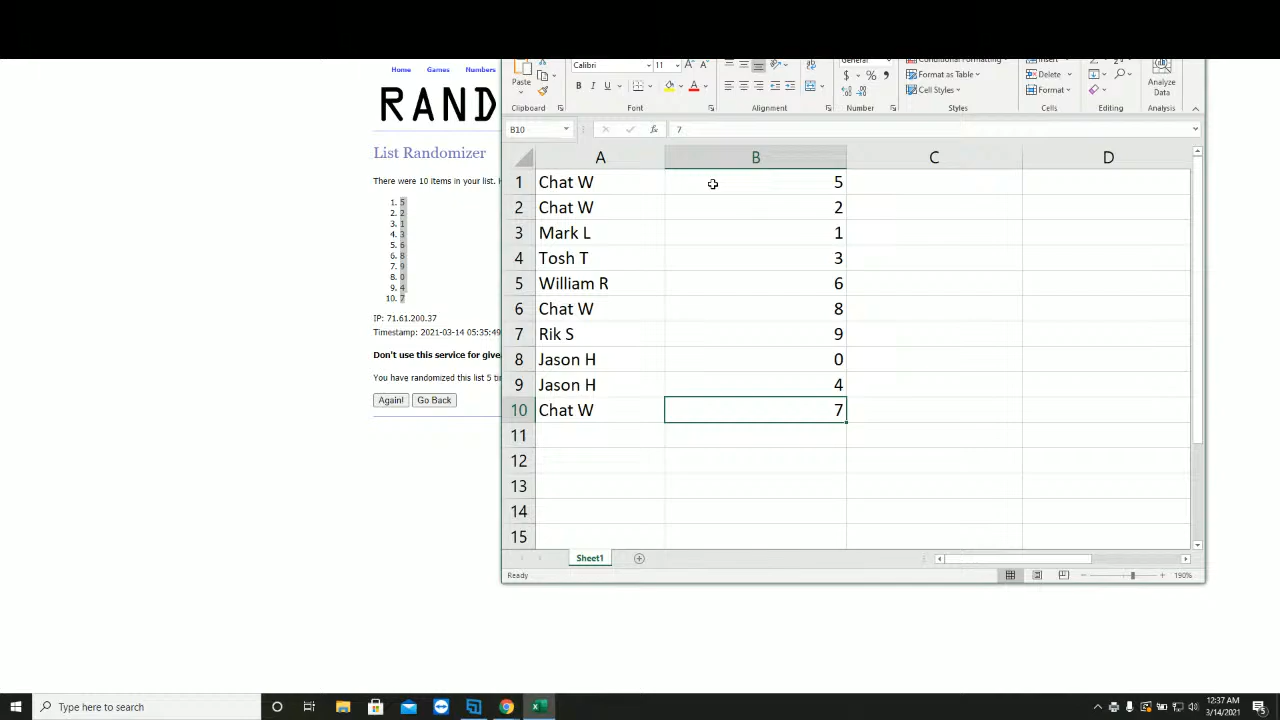 Home Games Numbers
RAND
List Randomizer
There were 10 items in your list.
1. 5
2. 2
3. 1
4. 3
5. 6
6. 8
7. 9
8. 0
9. 4
10. 7
IP: 71.61.200.37
Timestamp: 2021-03-14 05:35:49
Don't use this service for give
You have randomized this list 5 ti
Again! Go Back
Paste
Calibri 11
B I U
$ % ,
Conditional Formatting
Format as Table
Cell Styles
Insert
Delete
Format
Analyze
Data
Clipboard Font Alignment Number Styles Cells Editing Analysis
B10 fx 7
A B C D
1 Chat W 5
2 Chat W 2
3 Mark L 1
4 Tosh T 3
5 William R 6
6 Chat W 8
7 Rik S 9
8 Jason H 0
9 Jason H 4
10 Chat W 7
11
12
13
14
15
Sheet1
Ready 190%
Type here to search
12:37 AM
3/14/2021
5